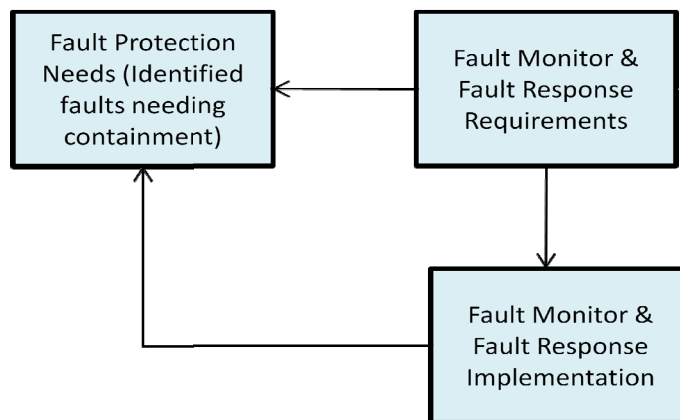 Fault Protection
Needs (Identified
faults needing
containment)
Fault Monitor &
Fault Response
Requirements
Fault Monitor &
Fault Response
Implementation